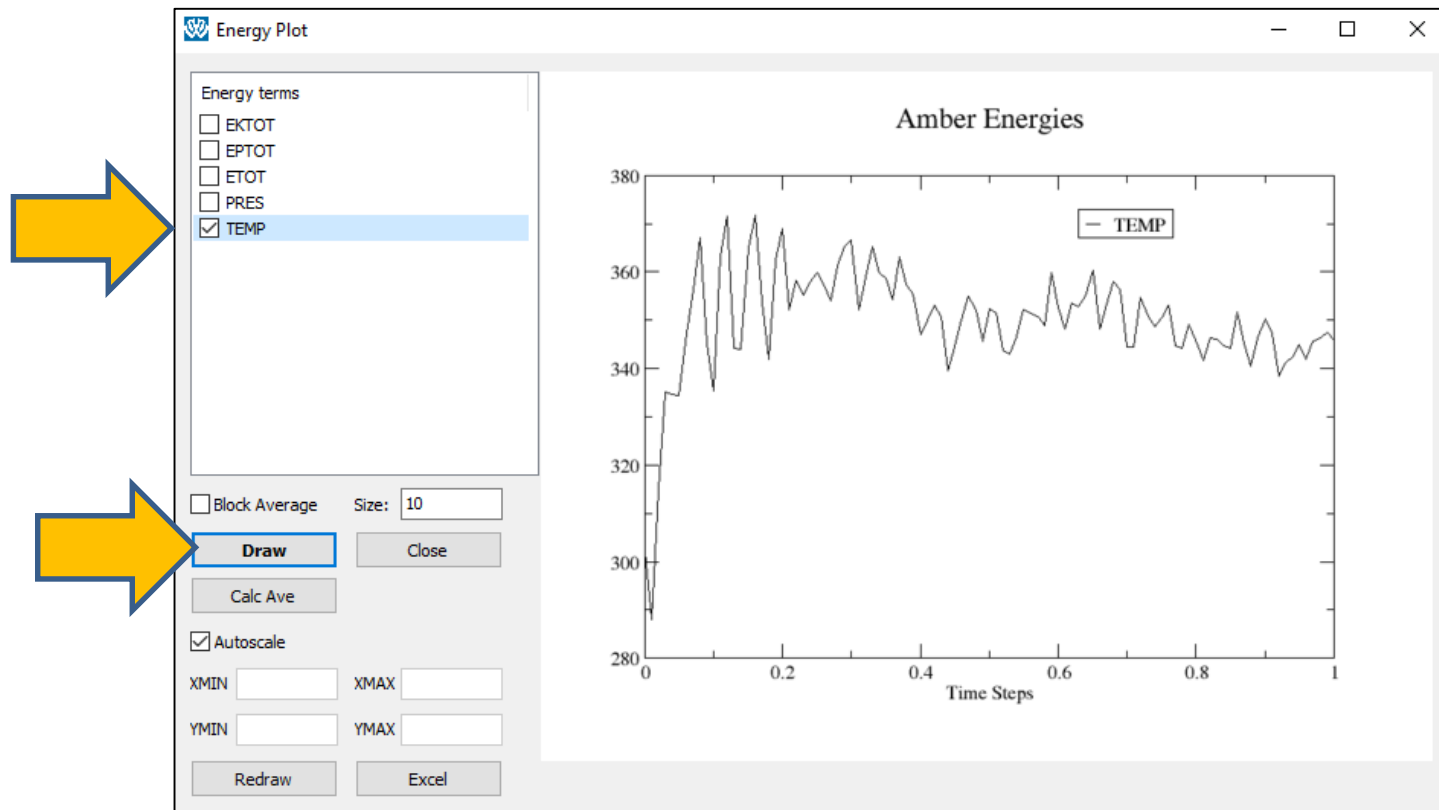 Energy Plot
Energy terms
EKTOT
EPTOT
ETOT
PRES
TEMP
Block Average Size: 10
Draw Close
Calc Ave
Autoscale
XMIN XMAX
YMIN YMAX
Redraw Excel
Amber Energies
TEMP
380
360
340
320
300
280
0 0.2 0.4 0.6 0.8 1
Time Steps